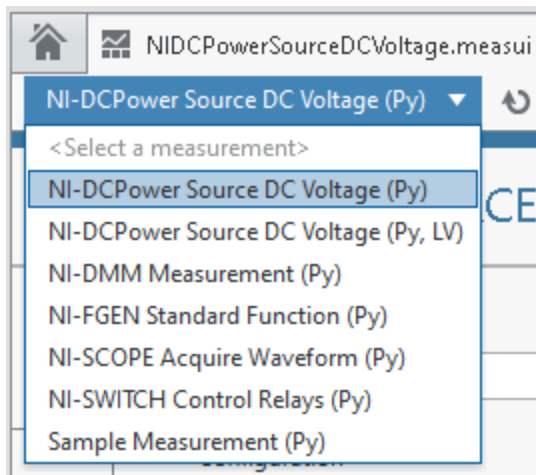 NIDCPowerSourceDCVoltage.measui
NI-DCPower Source DC Voltage (Py)
<Select a measurement>
NI-DCPower Source DC Voltage (Py)
NI-DCPower Source DC Voltage (Py, LV)
NI-DMM Measurement (Py)
NI-FGEN Standard Function (Py)
NI-SCOPE Acquire Waveform (Py)
NI-SWITCH Control Relays (Py)
Sample Measurement (Py)
CE